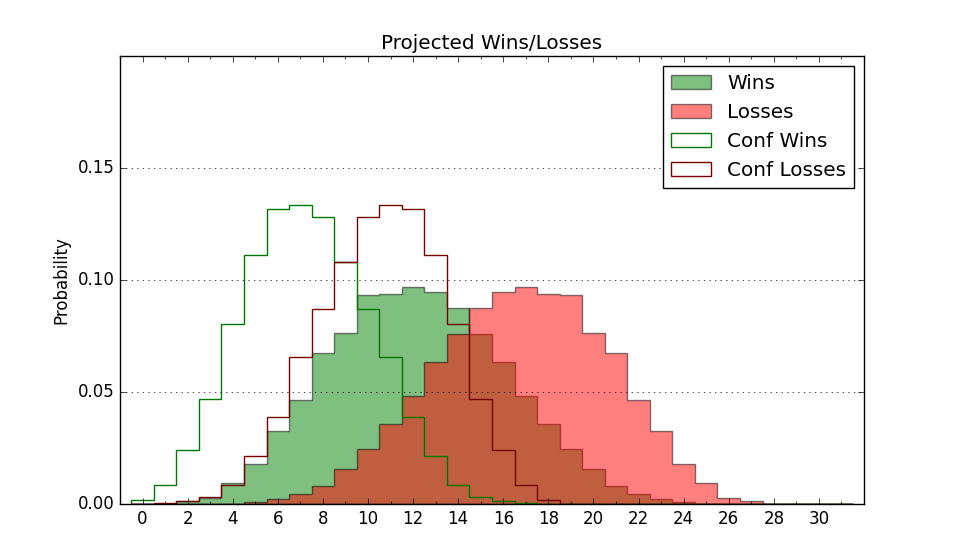 Projected Wins/Losses
Wins
Losses
Conf Wins
Conf Losses
Probability
0.15
0.10
0.05
0.00
0 2 4 6 8 10 12 14 16 18 20 22 24 26 28 30